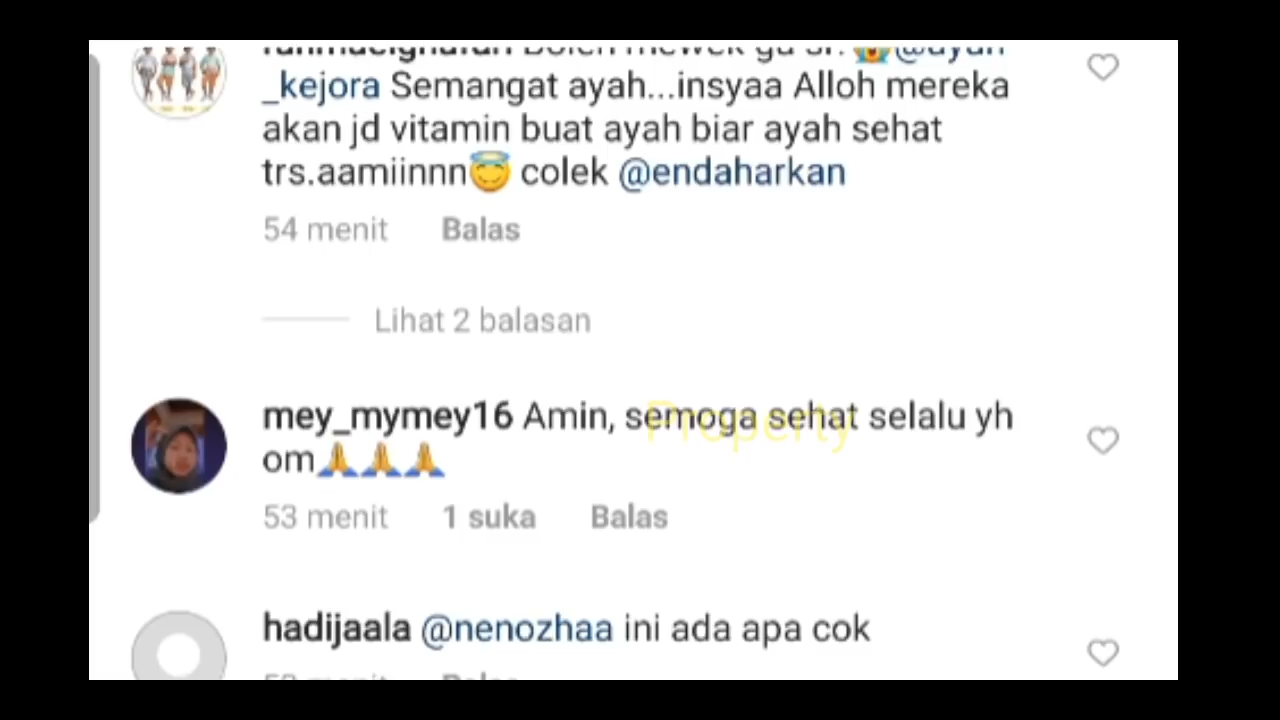 _kejora Semangat ayah...insyaa Alloh mereka
akan jd vitamin buat ayah biar ayah sehat
trs.aamiinnn😇 colek @endaharkan
54 menit Balas
Lihat 2 balasan
mey_mymey16 Amin, semoga sehat selalu yh
om🙏🙏🙏
Property
53 menit 1 suka Balas
hadijaala @nenozhaa ini ada apa cok